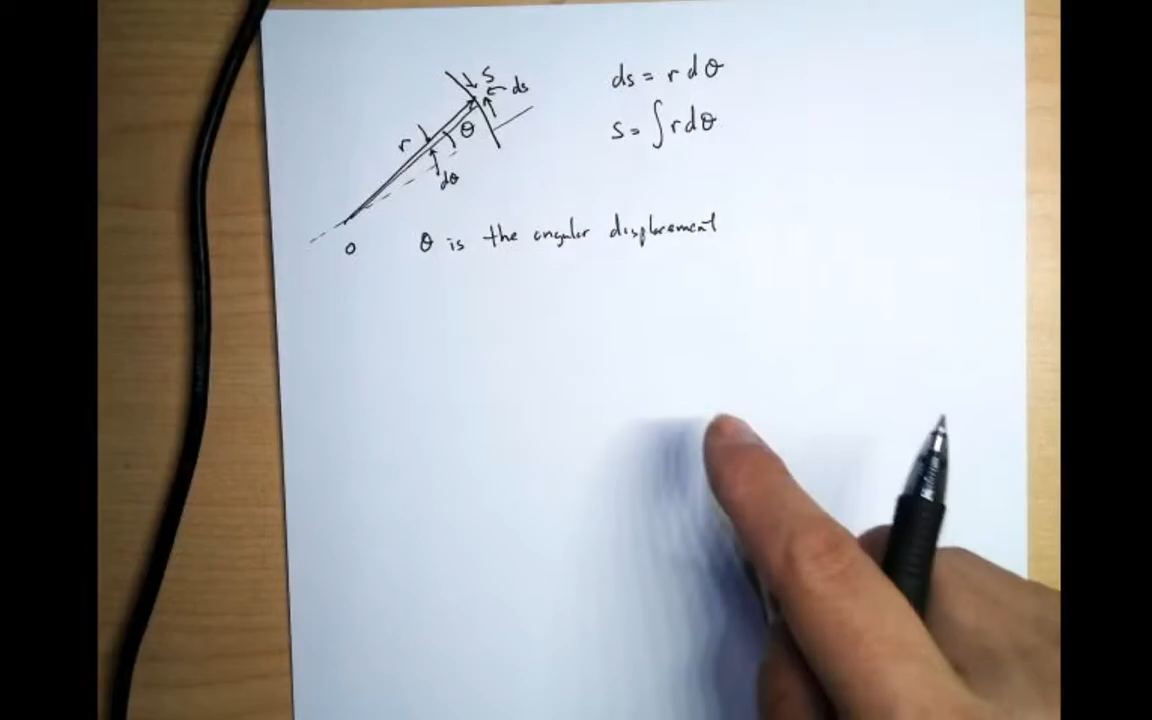 s
ds
ds = r dθ
r
θ
s = ∫ r dθ
dθ
o
θ is the angular displacement